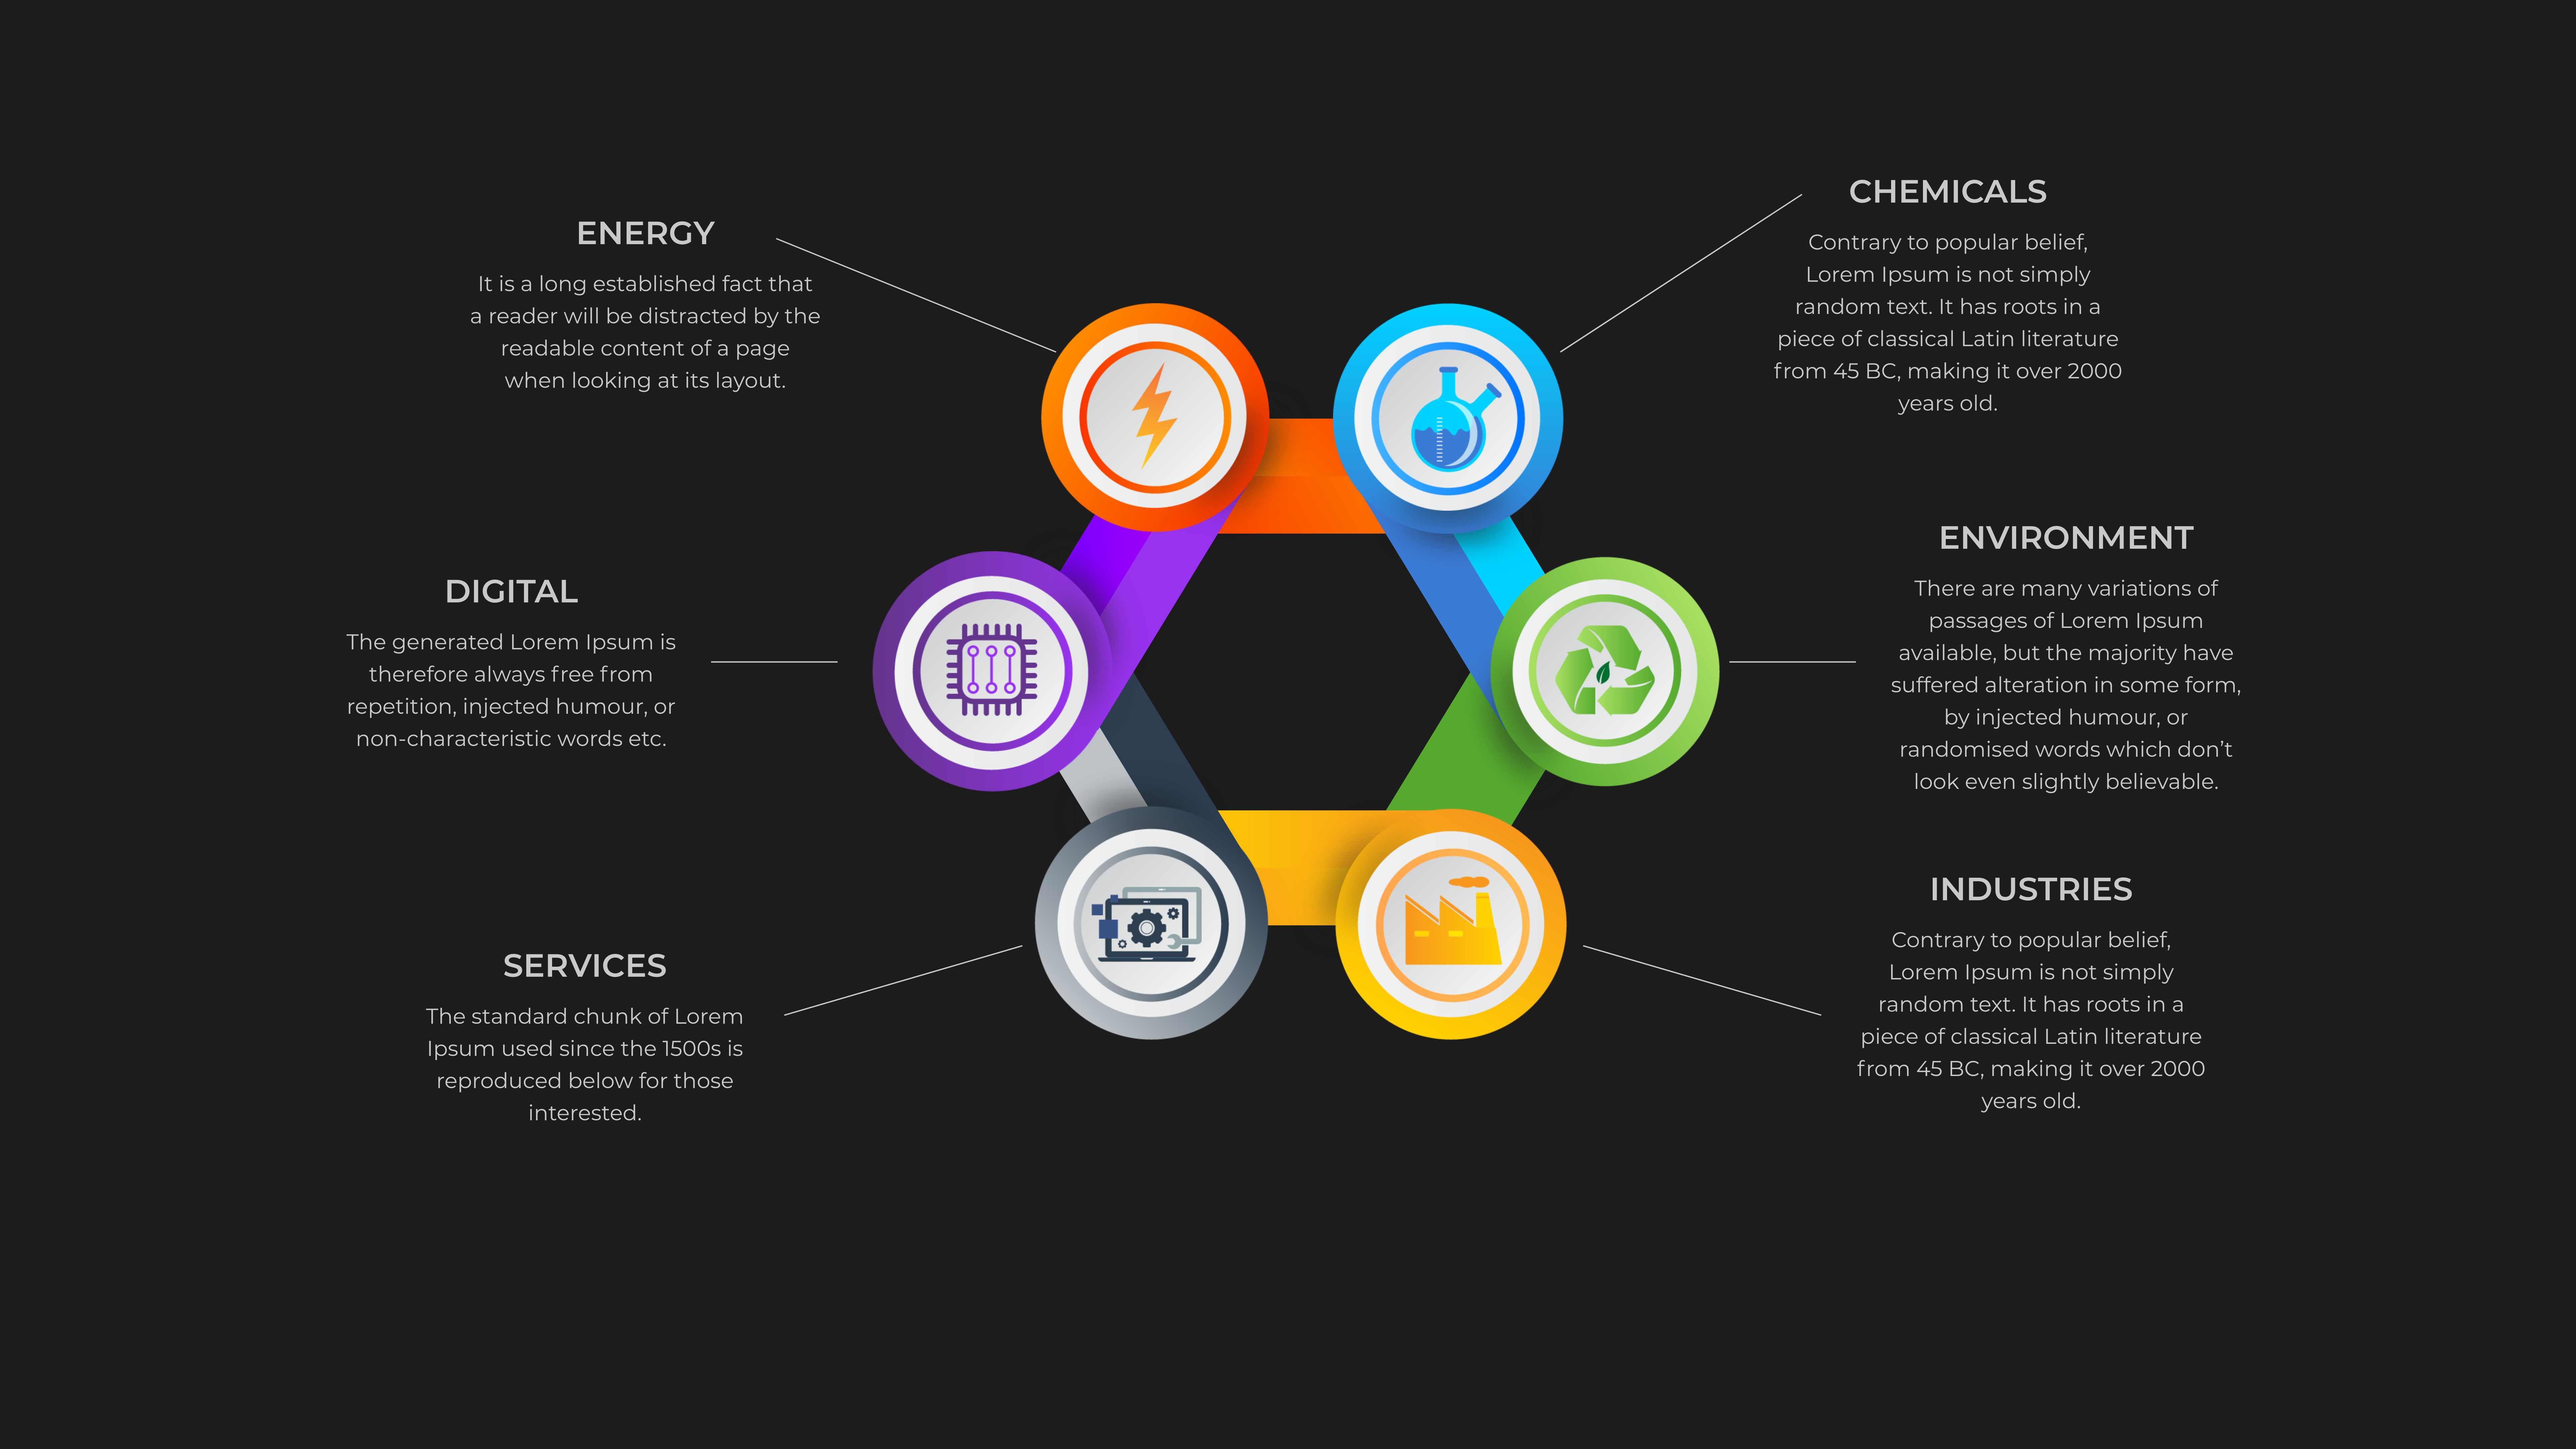 ENERGY
It is a long established fact that
a reader will be distracted by the
readable content of a page
when looking at its layout.
DIGITAL
The generated Lorem Ipsum is
therefore always free from
repetition, injected humour, or
non-characteristic words etc.
SERVICES
The standard chunk of Lorem
Ipsum used since the 1500s is
reproduced below for those
interested.
CHEMICALS
Contrary to popular belief,
Lorem Ipsum is not simply
random text. It has roots in a
piece of classical Latin literature
from 45 BC, making it over 2000
years old.
ENVIRONMENT
There are many variations of
passages of Lorem Ipsum
available, but the majority have
suffered alteration in some form,
by injected humour, or
randomised words which don’t
look even slightly believable.
INDUSTRIES
Contrary to popular belief,
Lorem Ipsum is not simply
random text. It has roots in a
piece of classical Latin literature
from 45 BC, making it over 2000
years old.